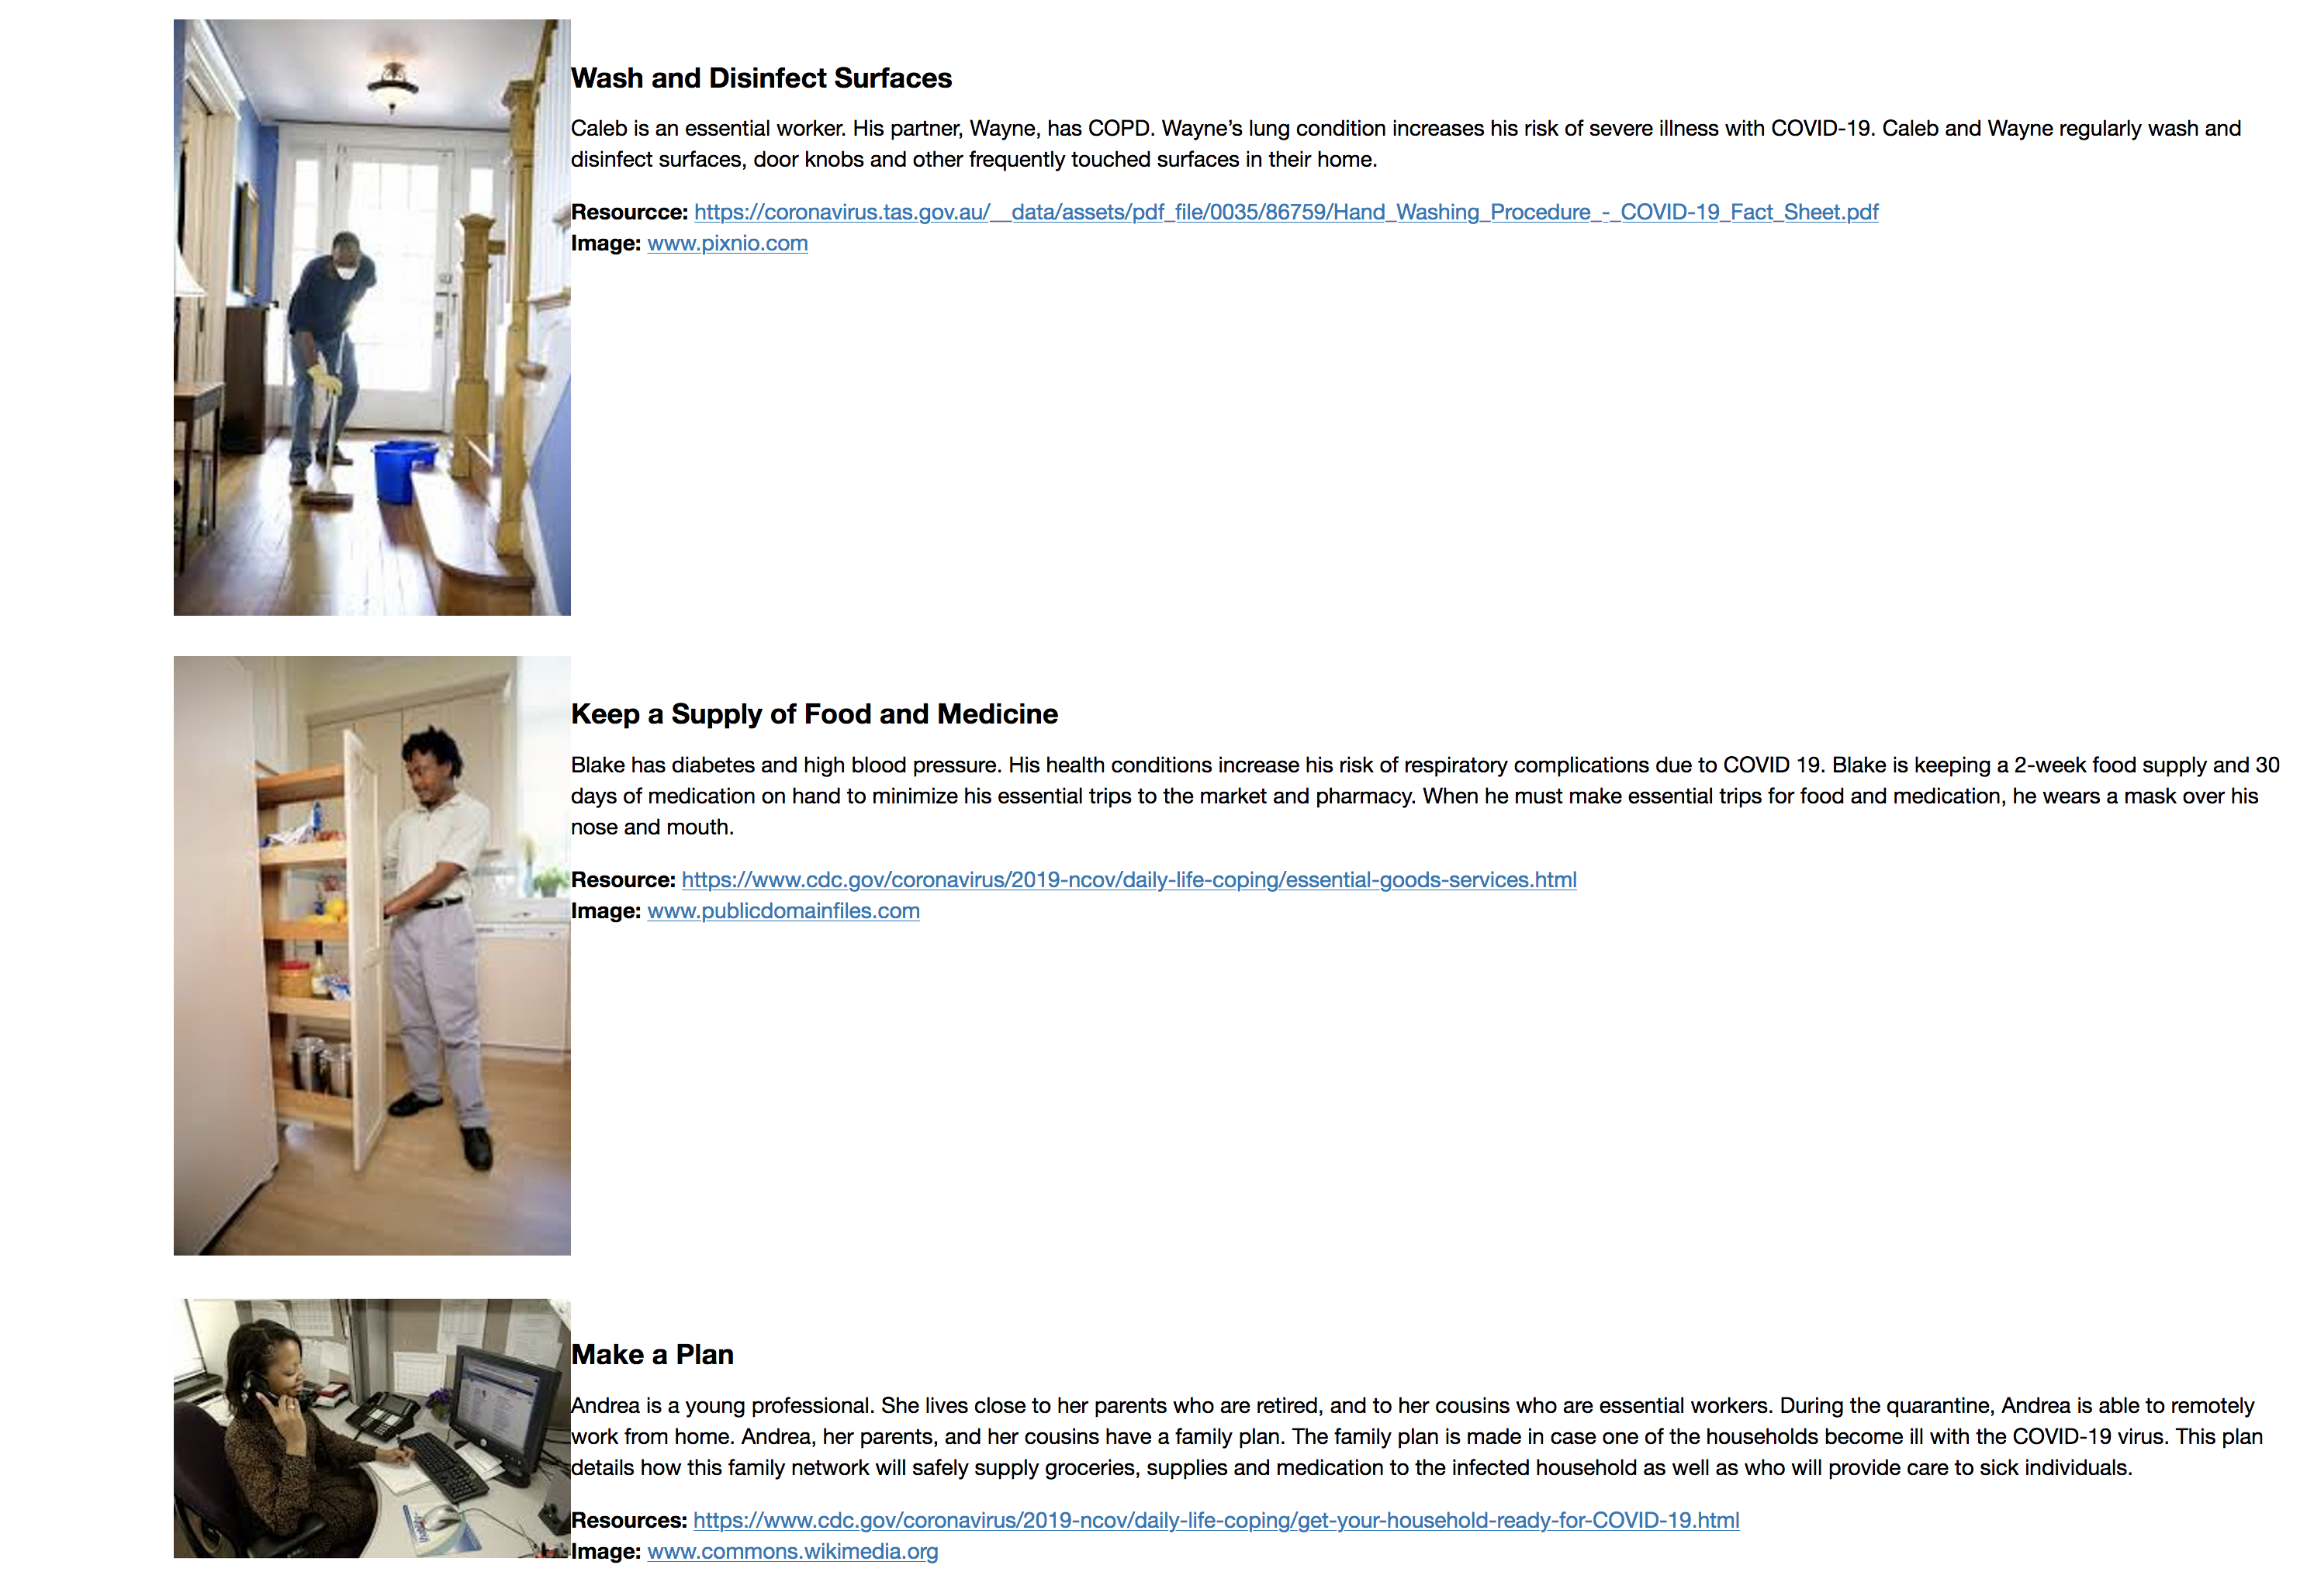 Wash and Disinfect Surfaces
Caleb is an essential worker. His partner, Wayne, has COPD. Wayne’s lung condition increases his risk of severe illness with COVID-19. Caleb and Wayne regularly wash and
disinfect surfaces, door knobs and other frequently touched surfaces in their home.
Resourcce: https://coronavirus.tas.gov.au/__data/assets/pdf_file/0035/86759/Hand_Washing_Procedure_-_COVID-19_Fact_Sheet.pdf
Image: www.pixnio.com
Keep a Supply of Food and Medicine
Blake has diabetes and high blood pressure. His health conditions increase his risk of respiratory complications due to COVID 19. Blake is keeping a 2-week food supply and 30
days of medication on hand to minimize his essential trips to the market and pharmacy. When he must make essential trips for food and medication, he wears a mask over his
nose and mouth.
Resource: https://www.cdc.gov/coronavirus/2019-ncov/daily-life-coping/essential-goods-services.html
Image: www.publicdomainfiles.com
Make a Plan
Andrea is a young professional. She lives close to her parents who are retired, and to her cousins who are essential workers. During the quarantine, Andrea is able to remotely
work from home. Andrea, her parents, and her cousins have a family plan. The family plan is made in case one of the households become ill with the COVID-19 virus. This plan
details how this family network will safely supply groceries, supplies and medication to the infected household as well as who will provide care to sick individuals.
Resources: https://www.cdc.gov/coronavirus/2019-ncov/daily-life-coping/get-your-household-ready-for-COVID-19.html
Image: www.commons.wikimedia.org